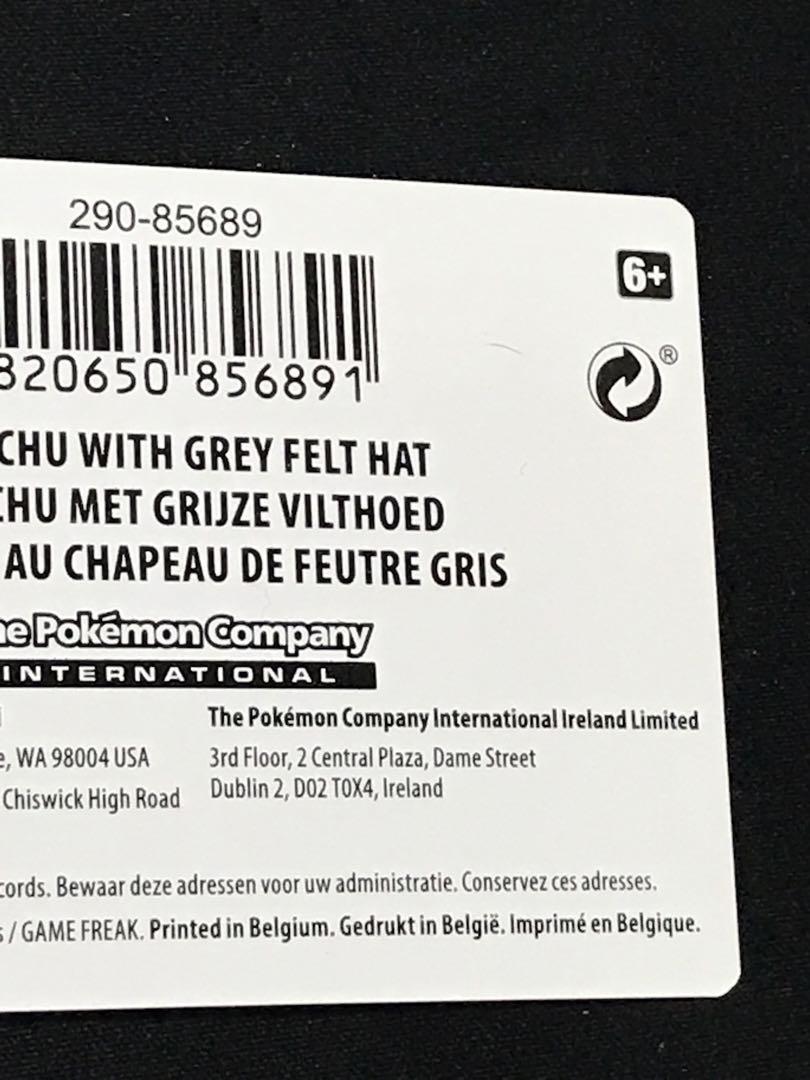 290-85689
6+
®
820650 856891
CHU WITH GREY FELT HAT
CHU MET GRIJZE VILTHOED
AU CHAPEAU DE FEUTRE GRIS
he Pokémon Company
INTERNATIONAL
The Pokémon Company International Ireland Limited
e, WA 98004 USA
3rd Floor, 2 Central Plaza, Dame Street
Chiswick High Road
Dublin 2, D02 T0X4, Ireland
cords. Bewaar deze adressen voor uw administratie. Conservez ces adresses.
s / GAME FREAK. Printed in Belgium. Gedrukt in België. Imprimé en Belgique.